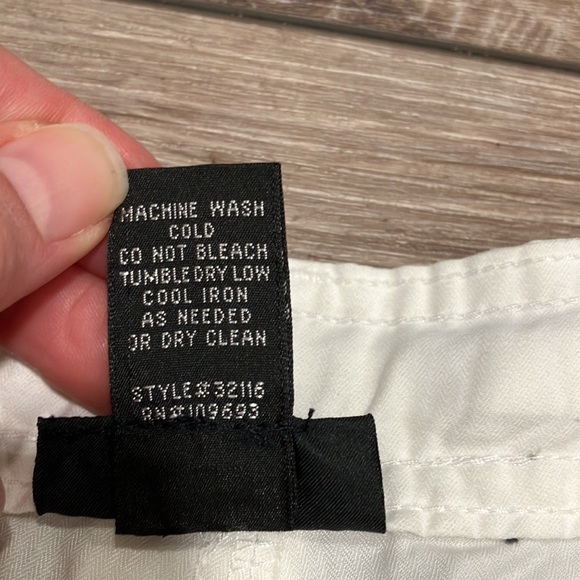 MACHINE WASH
COLD
DO NOT BLEACH
TUMBLE DRY LOW
COOL IRON
AS NEEDED
OR DRY CLEAN
STYLE#32116
RN#109693